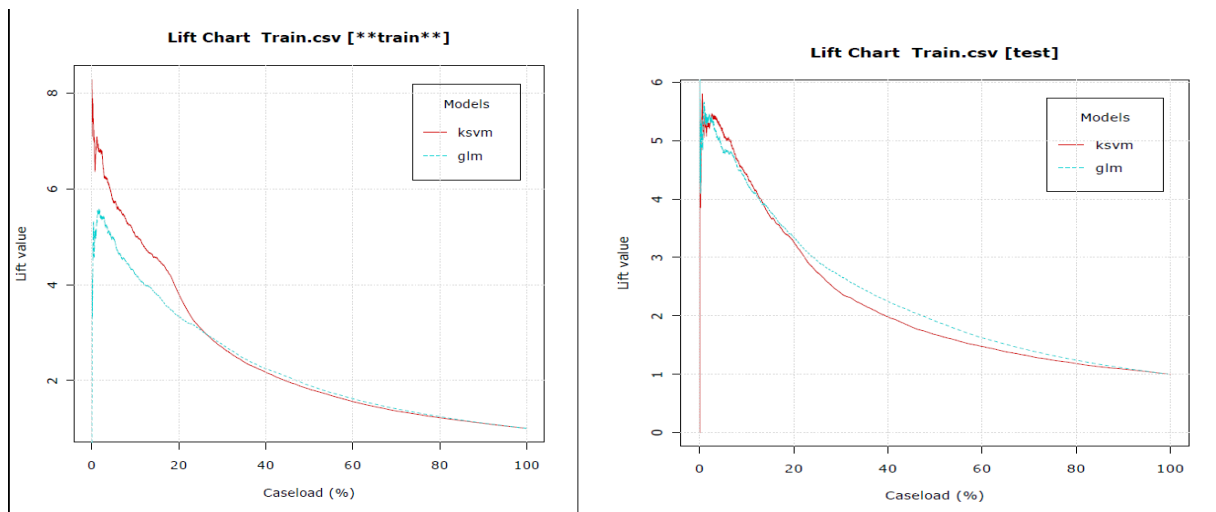 Lift Chart  Train.csv [**train**]
8
6
4
2
Lift value
Models
ksvm
glm
0 20 40 60 80 100
Caseload (%)
Lift Chart  Train.csv [test]
6
5
4
3
2
1
0
Lift value
Models
ksvm
glm
0 20 40 60 80 100
Caseload (%)